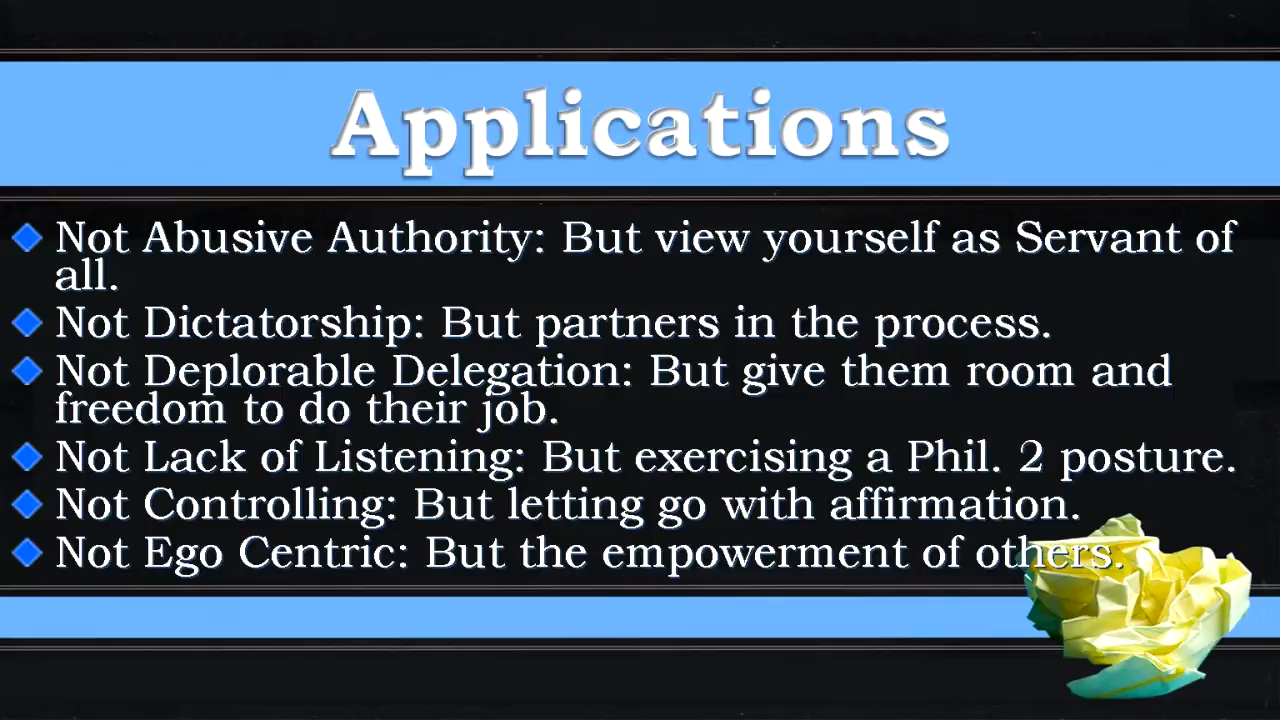 Applications
Not Abusive Authority: But view yourself as Servant of
all.
Not Dictatorship: But partners in the process.
Not Deplorable Delegation: But give them room and
freedom to do their job.
Not Lack of Listening: But exercising a Phil. 2 posture.
Not Controlling: But letting go with affirmation.
Not Ego Centric: But the empowerment of others.